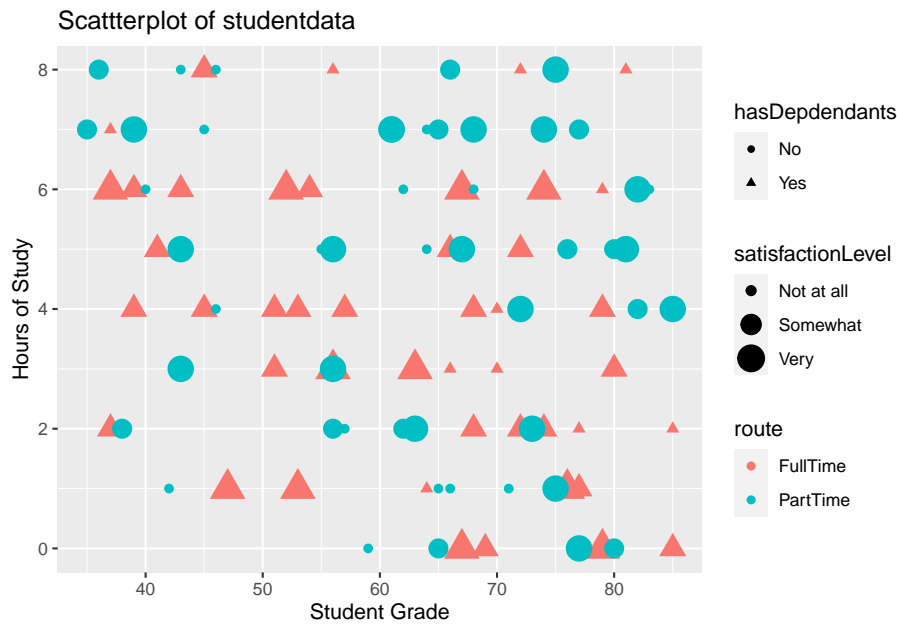 Scattterplot of studentdata
8
6
4
2
0
Hours of Study
40 50 60 70 80
Student Grade
hasDepdendants
No
Yes
satisfactionLevel
Not at all
Somewhat
Very
route
FullTime
PartTime